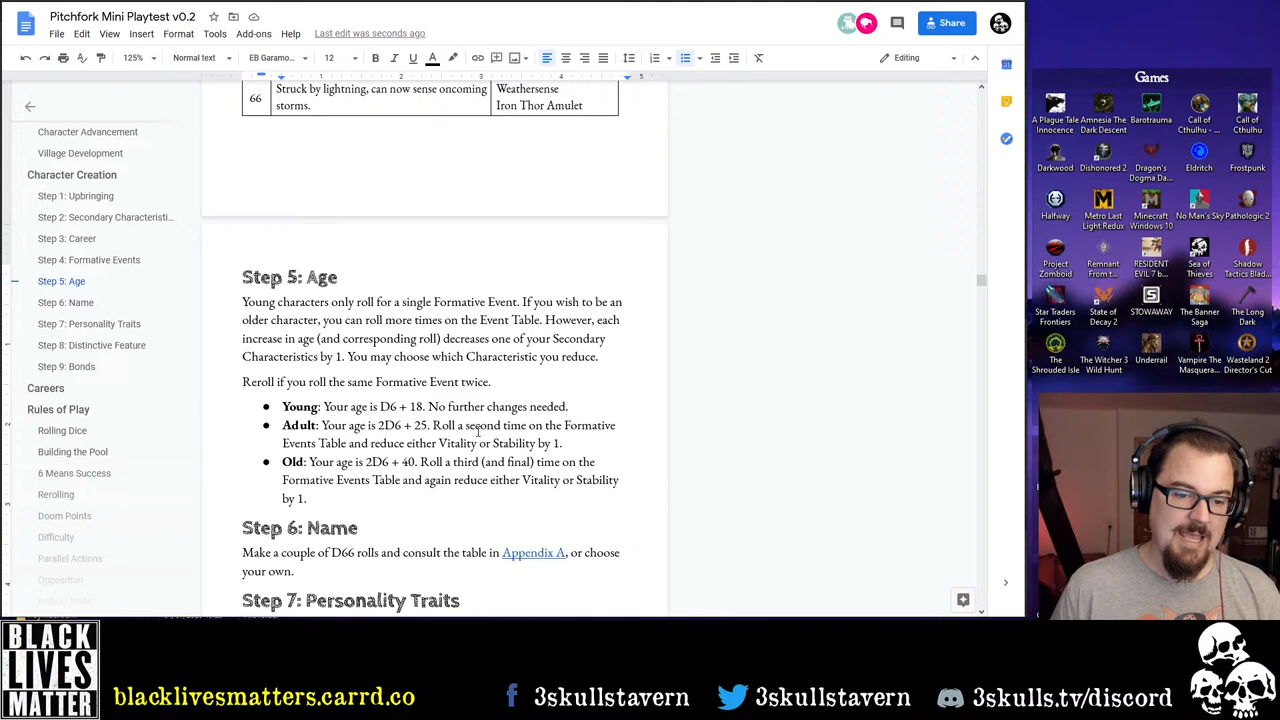 Pitchfork Mini Playtest v0.2
File Edit View Insert Format Tools Add-ons Help Last edit was seconds ago
Share
125% Normal text EB Garamo... 12 Editing
3 4 5
Character Advancement
Village Development
Character Creation
Step 1: Upbringing
Step 2: Secondary Characteristi...
Step 3: Career
Step 4: Formative Events
Step 5: Age
Step 6: Name
Step 7: Personality Traits
Step 8: Distinctive Feature
Step 9: Bonds
Careers
Rules of Play
Rolling Dice
Building the Pool
6 Means Success
Rerolling
Doom Points
Difficulty
Parallel Actions
Opposition
66 Struck by lightning, can now sense oncoming storms. Weathersense
Iron Thor Amulet
Step 5: Age
Young characters only roll for a single Formative Event. If you wish to be an
older character, you can roll more times on the Event Table. However, each
increase in age (and corresponding roll) decreases one of your Secondary
Characteristics by 1. You may choose which Characteristic you reduce.
Reroll if you roll the same Formative Event twice.
● Young: Your age is D6 + 18. No further changes needed.
● Adult: Your age is 2D6 + 25. Roll a second time on the Formative
Events Table and reduce either Vitality or Stability by 1.
● Old: Your age is 2D6 + 40. Roll a third (and final) time on the
Formative Events Table and again reduce either Vitality or Stability
by 1.
Step 6: Name
Make a couple of D66 rolls and consult the table in Appendix A, or choose
your own.
Step 7: Personality Traits
Games
A Plague Tale Innocence
Amnesia The Dark Descent
Barotrauma
Call of Cthulhu - ...
Call of Cthulhu
Darkwood
Dishonored 2
Dragon's Dogma Da...
Eldritch
Frostpunk
Halfway
Metro Last Light Redux
Minecraft Windows 10
No Man's Sky
Pathologic 2
Project Zomboid
Remnant From t...
RESIDENT EVIL 7 b...
Sea of Thieves
Shadow Tactics Blad...
Star Traders Frontiers
State of Decay 2
STOWAWAY
The Banner Saga
The Long Dark
The Shrouded Isle
The Witcher 3 Wild Hunt
Underrail
Vampire The Masquera...
Wasteland 2 Director's Cut
BLACK
LIVES
MATTER
blacklivesmatters.carrd.co
3skullstavern
3skullstavern
3skulls.tv/discord